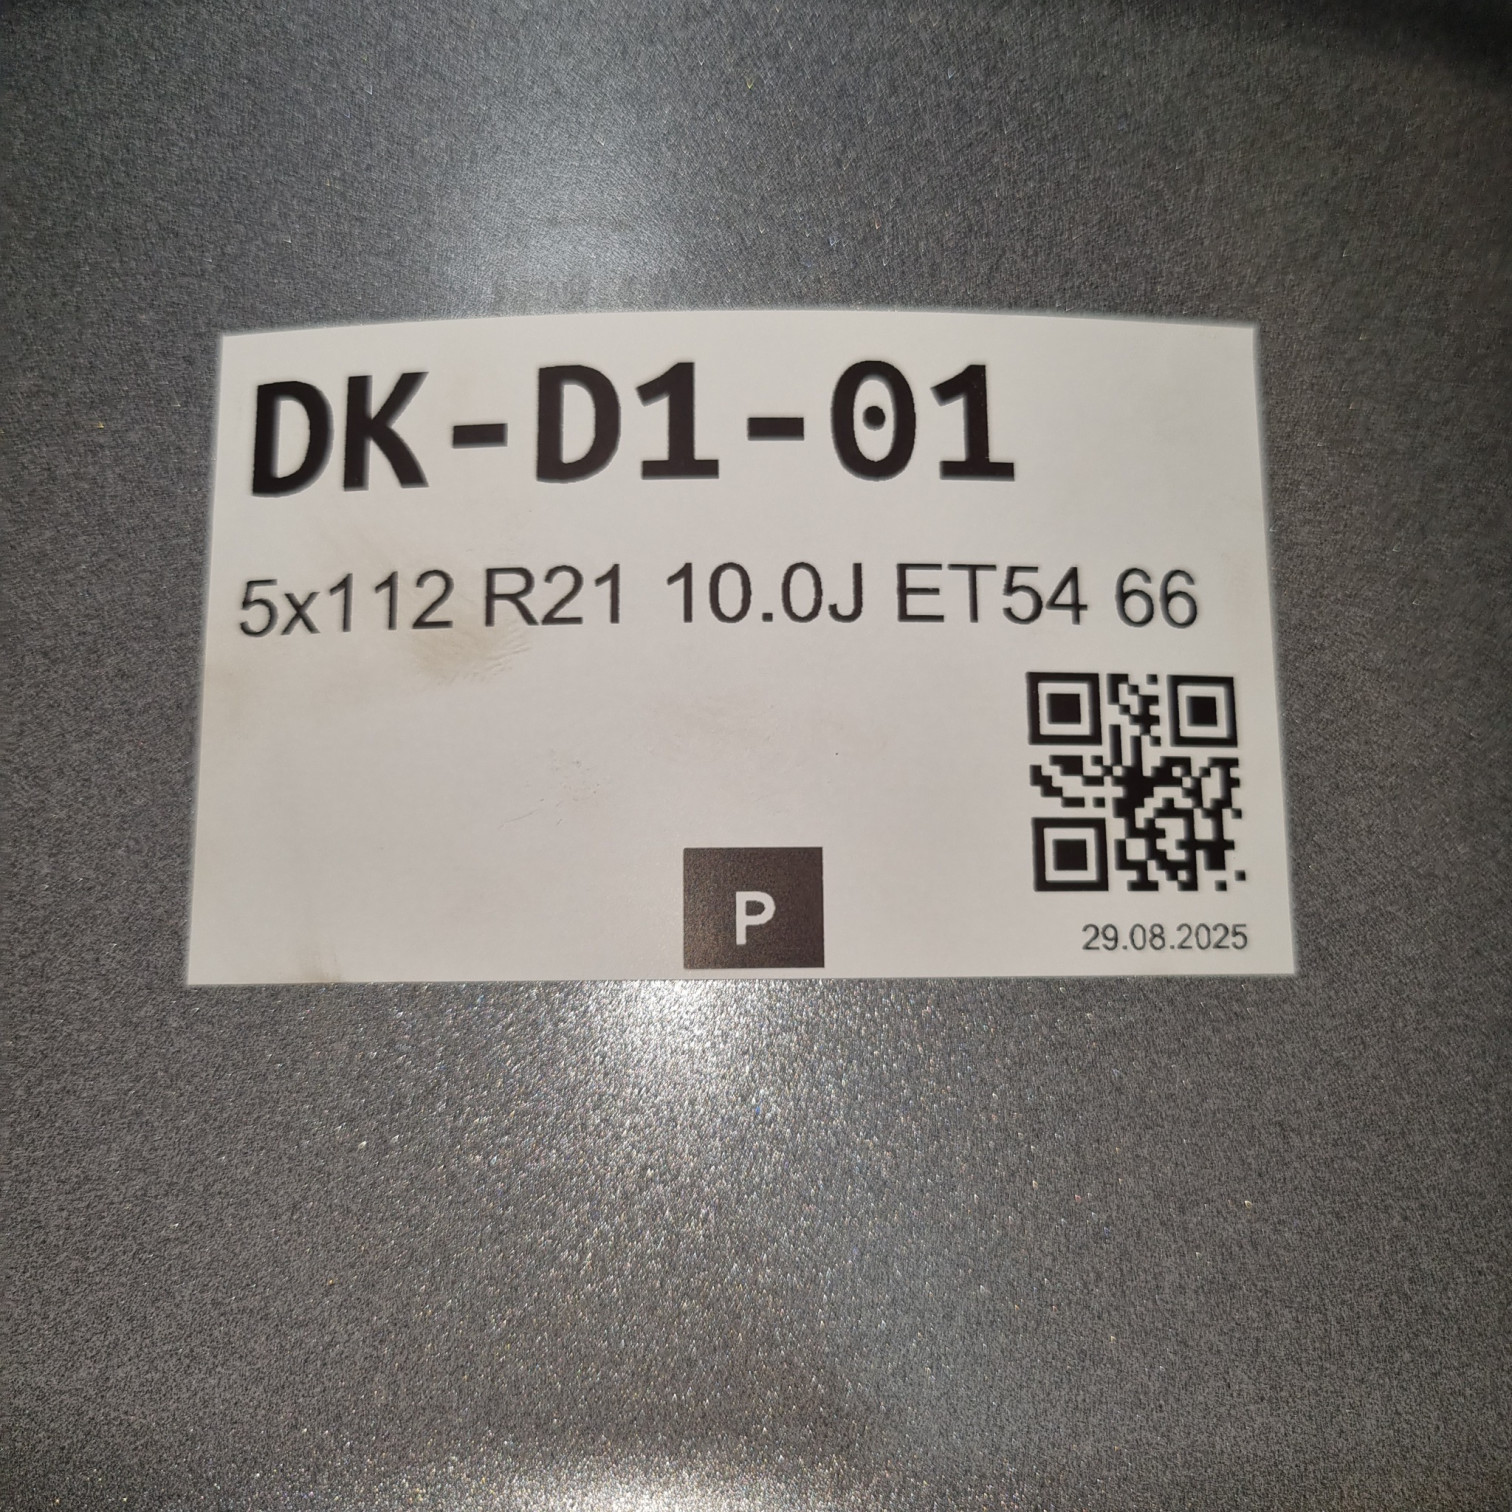 DK-D1-01
5x112 R21 10.0J ET54 66
P
29.08.2025